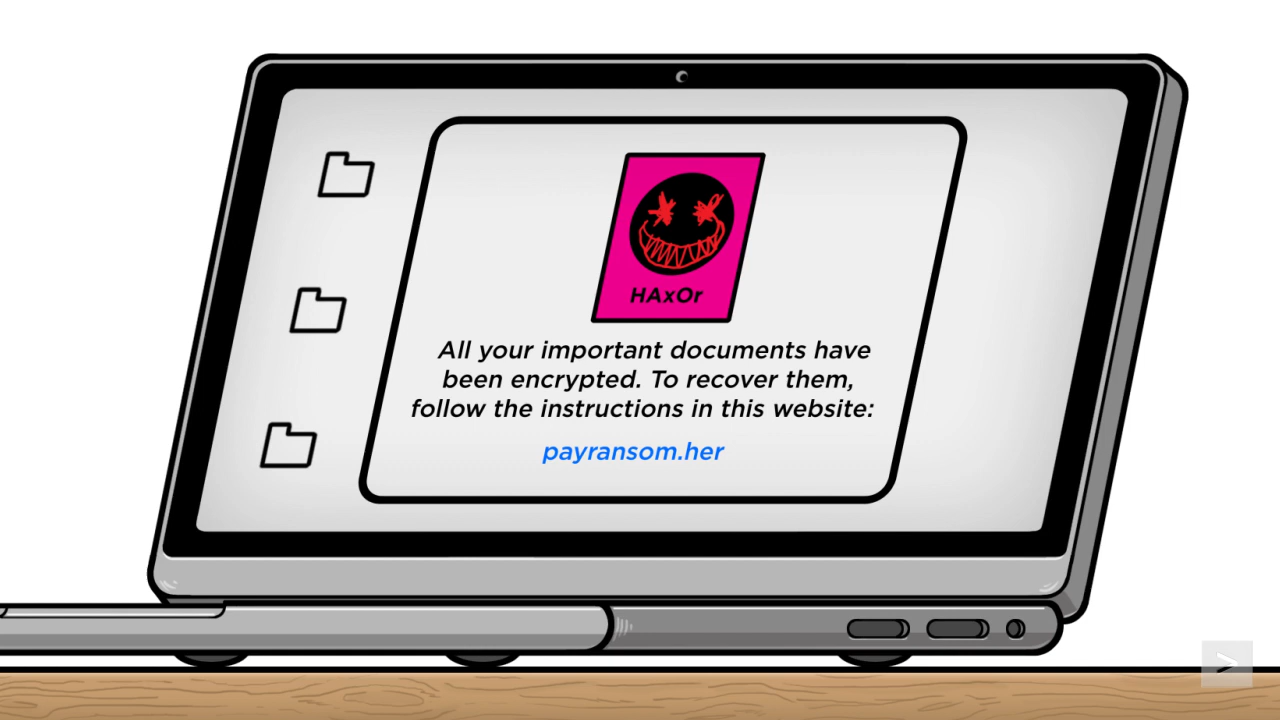 HAxOr
All your important documents have
been encrypted. To recover them,
follow the instructions in this website:
payransom.her
>